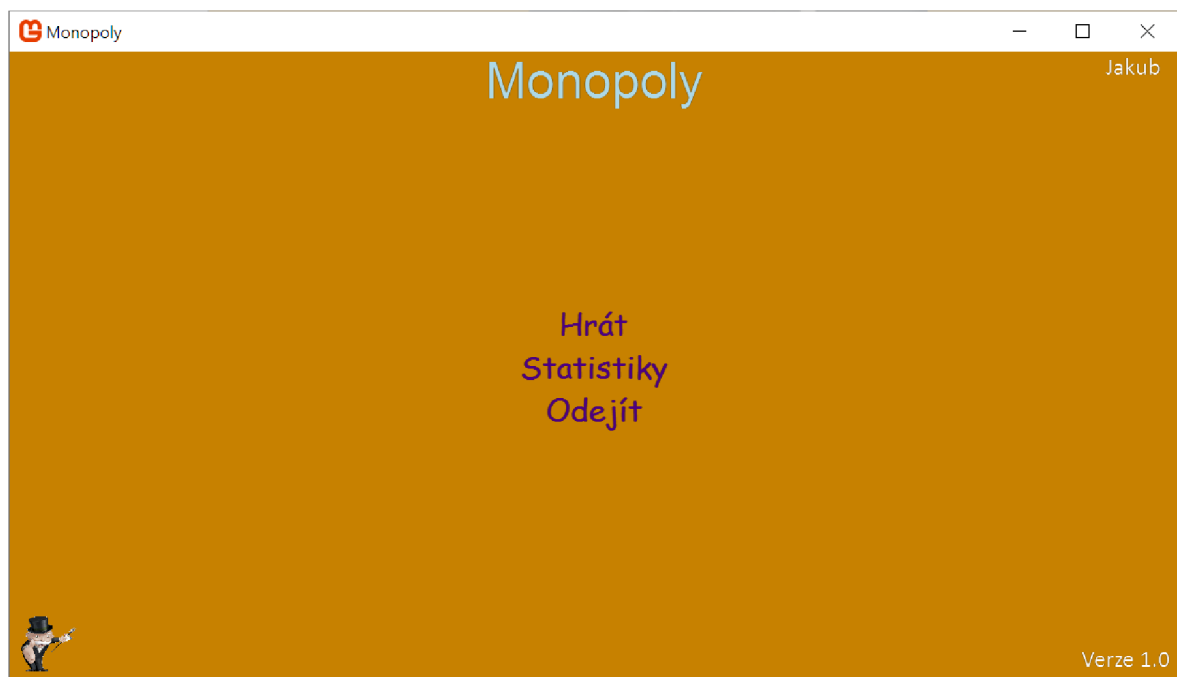 Monopoly
Monopoly
Jakub
Hrát
Statistiky
Odejít
Verze 1.0